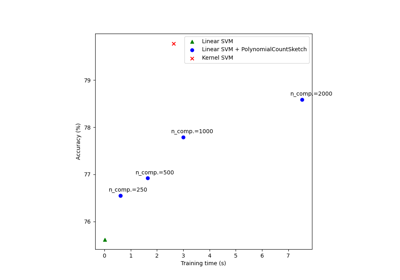 Linear SVM
Linear SVM + PolynomialCountSketch
Kernel SVM
n_comp.=2000
n_comp.=1000
n_comp.=500
n_comp.=250
79
78
77
76
Accuracy (%)
0 1 2 3 4 5 6 7
Training time (s)